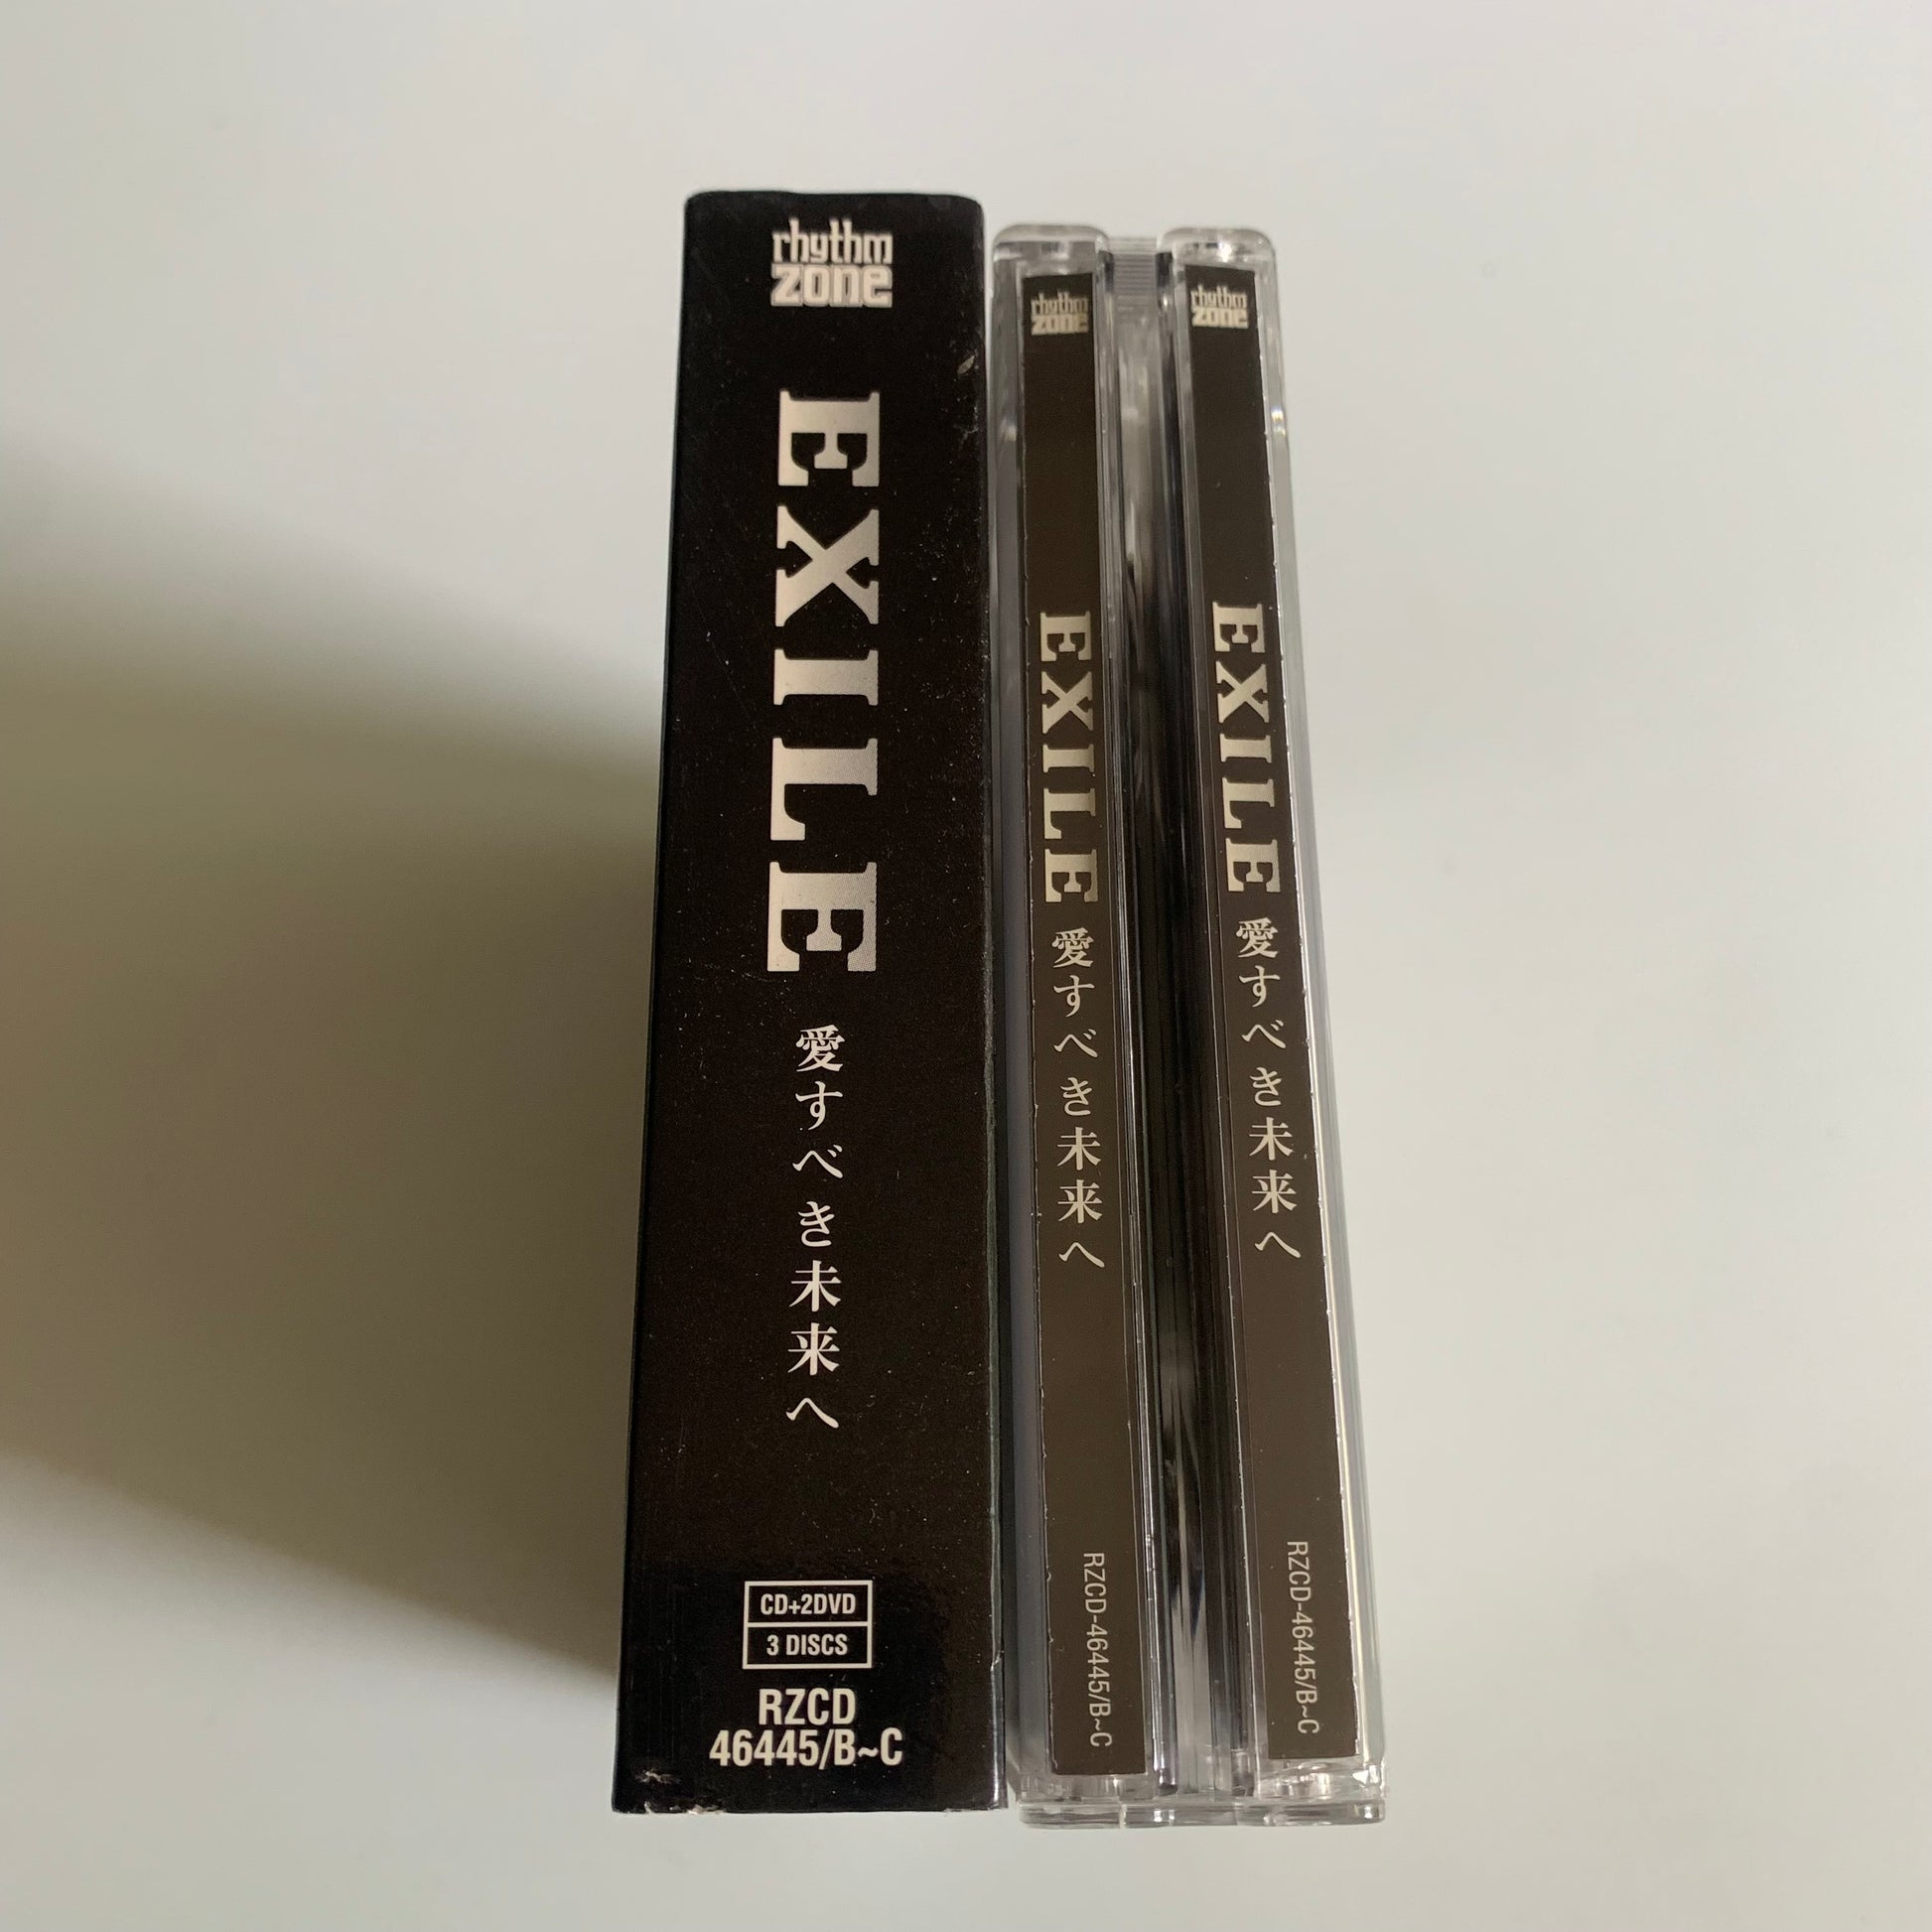 rhythm
zone
EXILE 愛すべき未来へ
CD+2DVD
3 DISCS
RZCD
46445/B~C
rhythm
zone
EXILE 愛すべき未来へ
RZCD-46445/B~C
rhythm
zone
EXILE 愛すべき未来へ
RZCD-46445/B~C